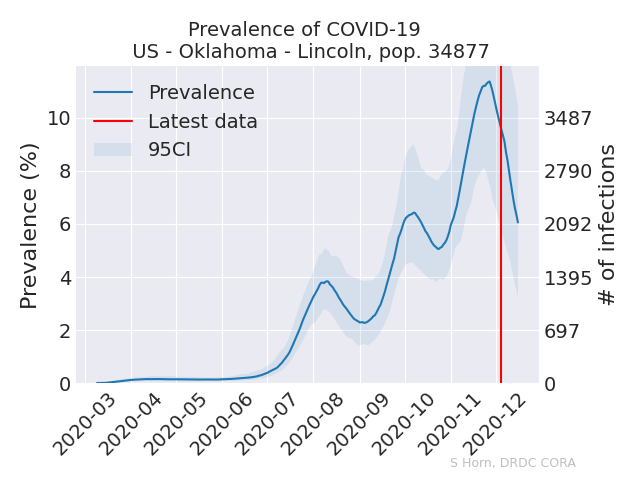 Prevalence of COVID-19
US - Oklahoma - Lincoln, pop. 34877
Prevalence
Latest data
95CI
Prevalence (%)
10
8
6
4
2
0
3487
2790
2092
1395
697
0
# of infections
2020-03
2020-04
2020-05
2020-06
2020-07
2020-08
2020-09
2020-10
2020-11
2020-12
S Horn, DRDC CORA